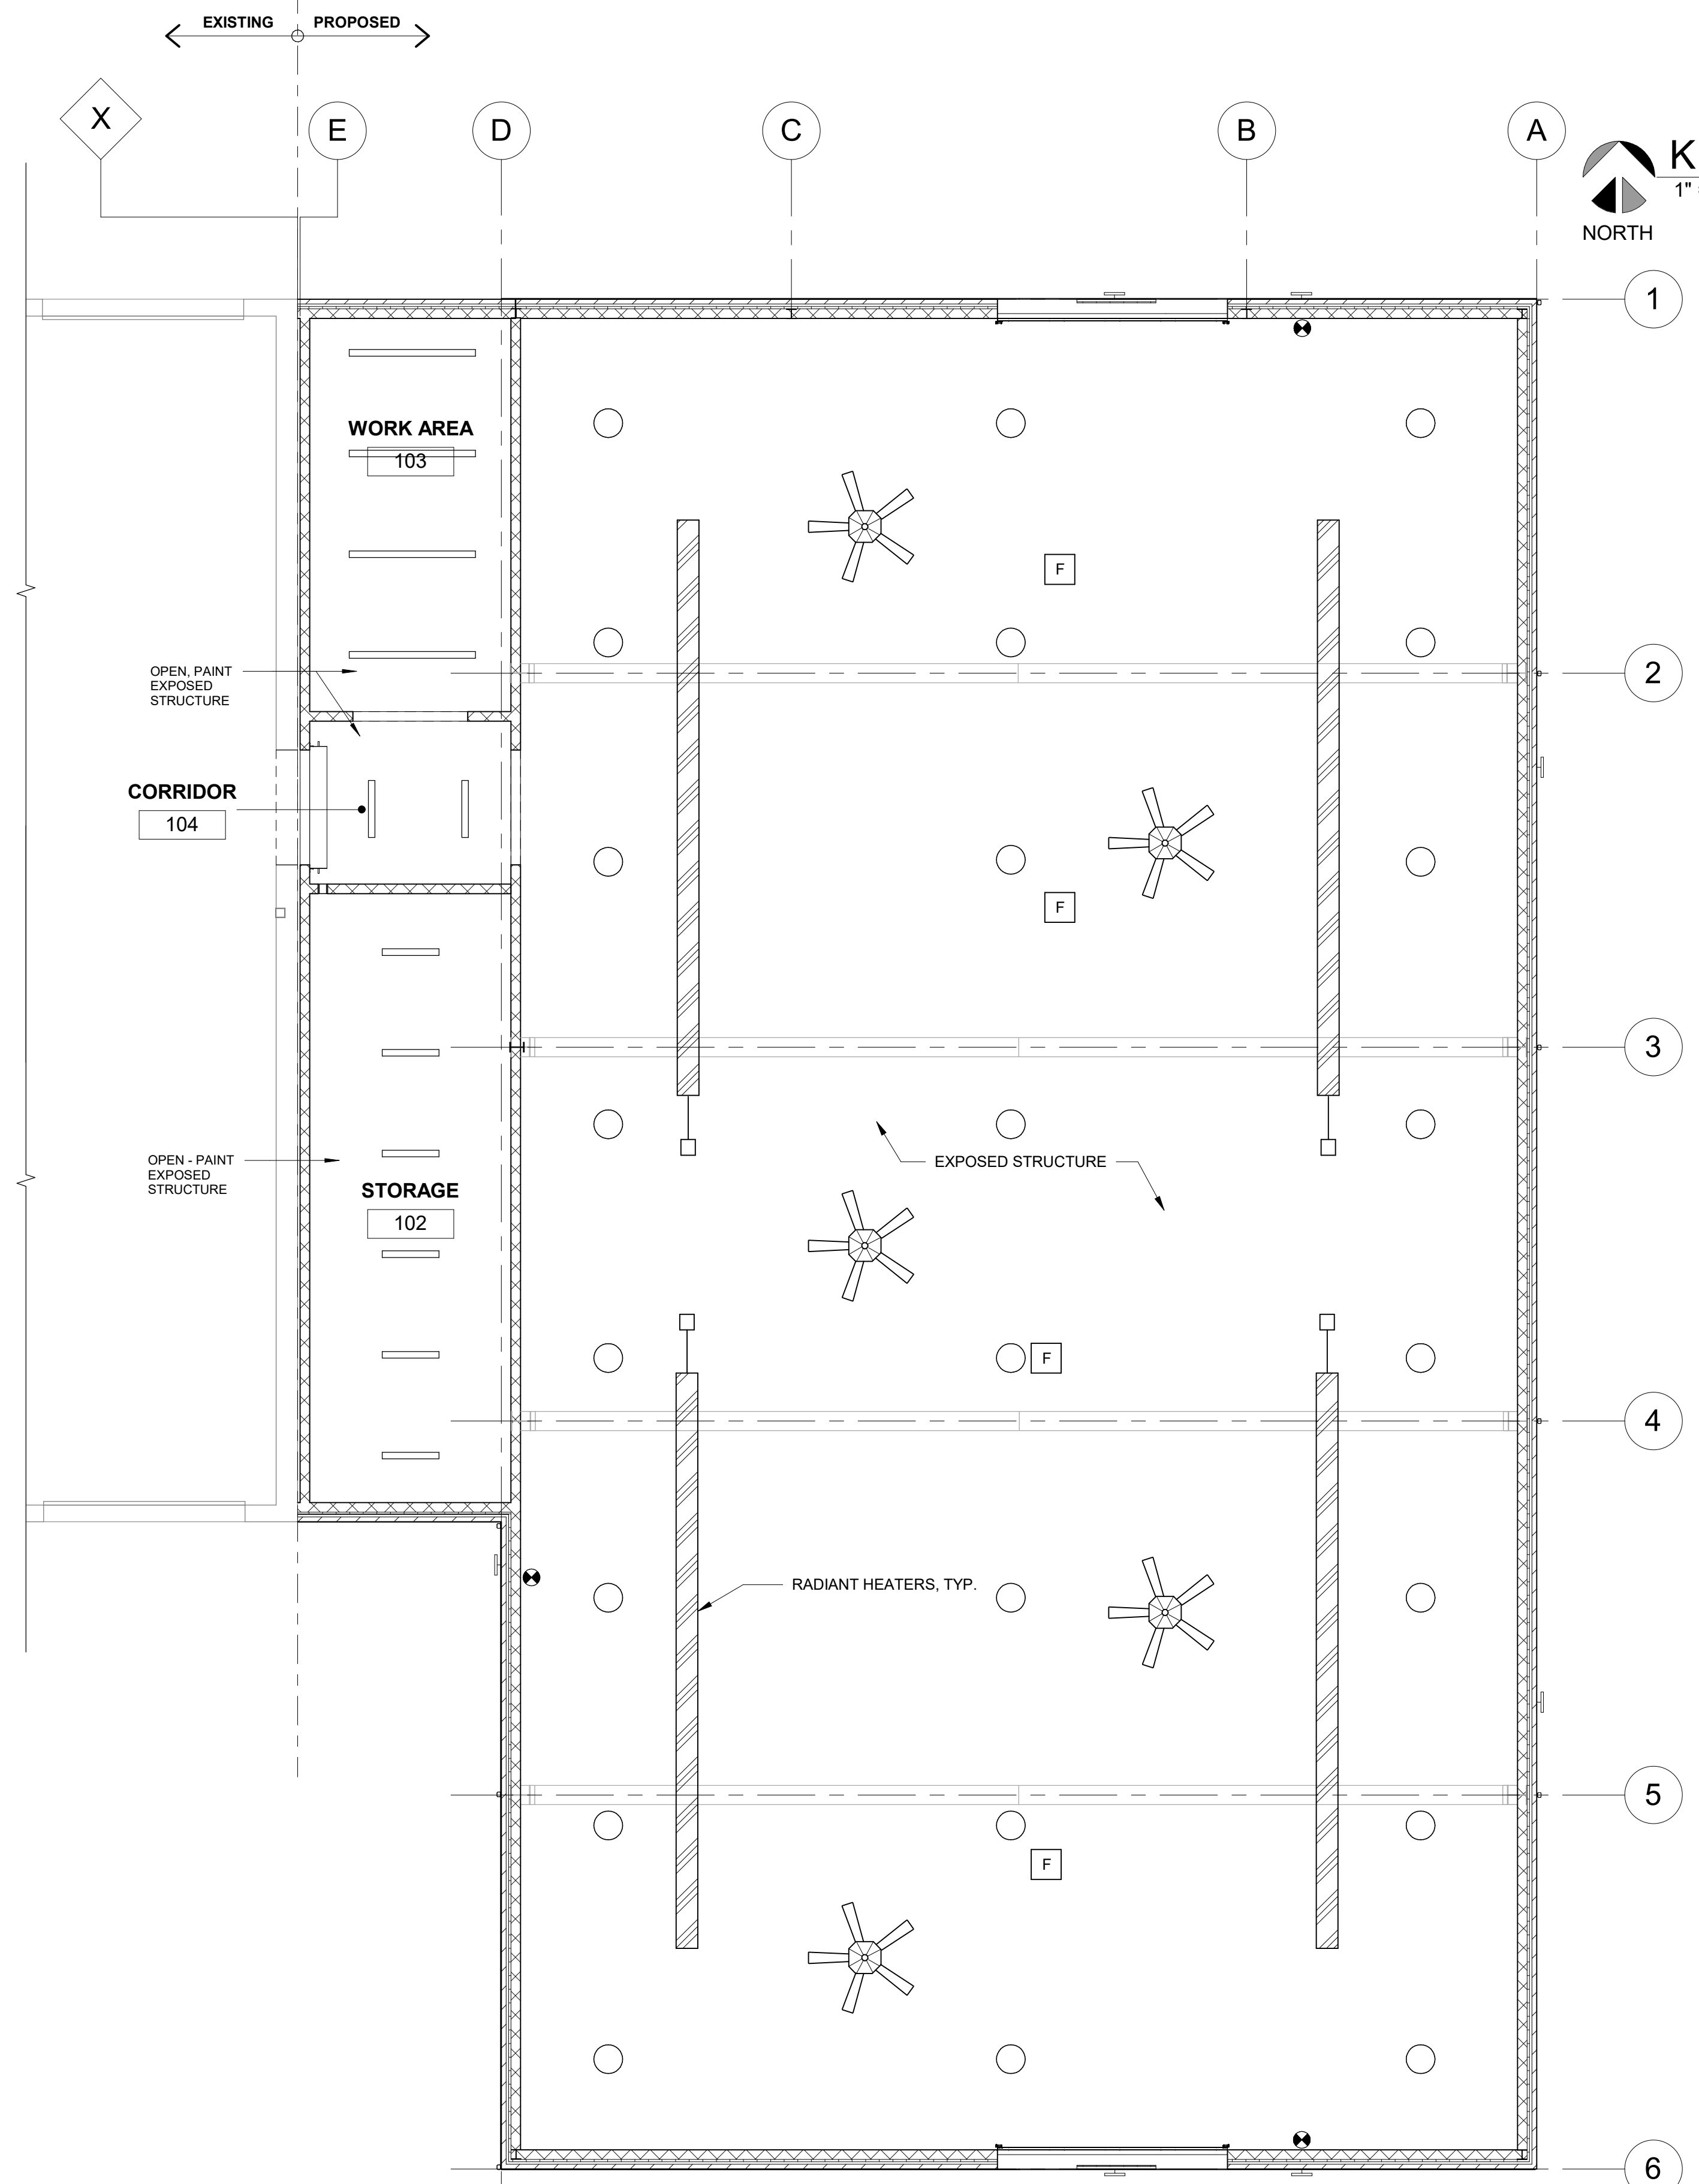 EXISTING PROPOSED
X
E
D
C
B
A
K
1"
NORTH
1
WORK AREA
103
F
OPEN, PAINT
EXPOSED
STRUCTURE
2
CORRIDOR
104
F
3
OPEN - PAINT
EXPOSED
STRUCTURE
EXPOSED STRUCTURE
STORAGE
102
F
4
RADIANT HEATERS, TYP.
5
F
6